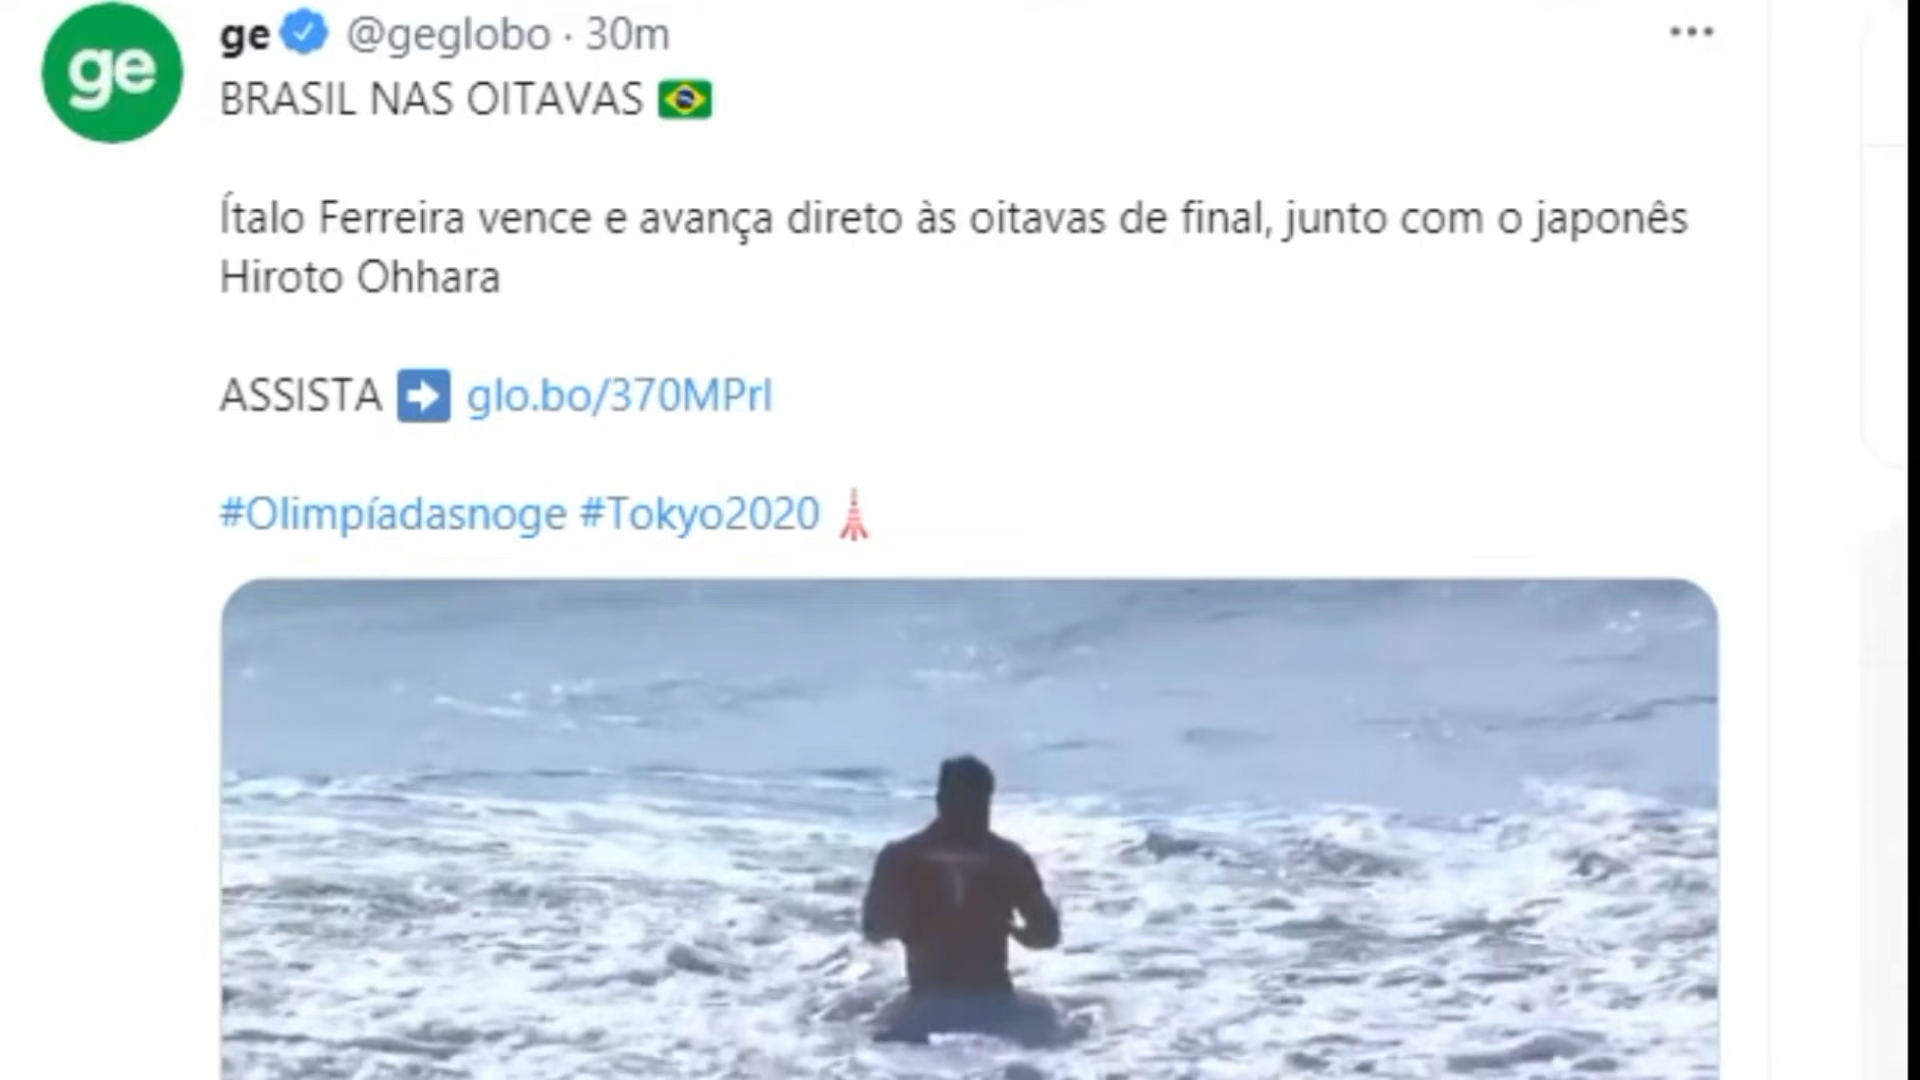 ge
ge @geglobo · 30m
BRASIL NAS OITAVAS
Ítalo Ferreira vence e avança direto às oitavas de final, junto com o japonês
Hiroto Ohhara
ASSISTA glo.bo/370MPrl
#Olimpíadasnoge #Tokyo2020